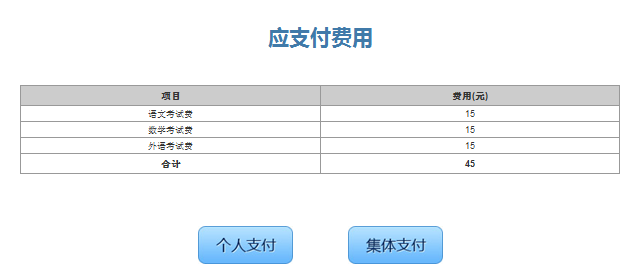 应支付费用
项目 费用(元)
语文考试费 15
数学考试费 15
外语考试费 15
合计 45
个人支付 集体支付